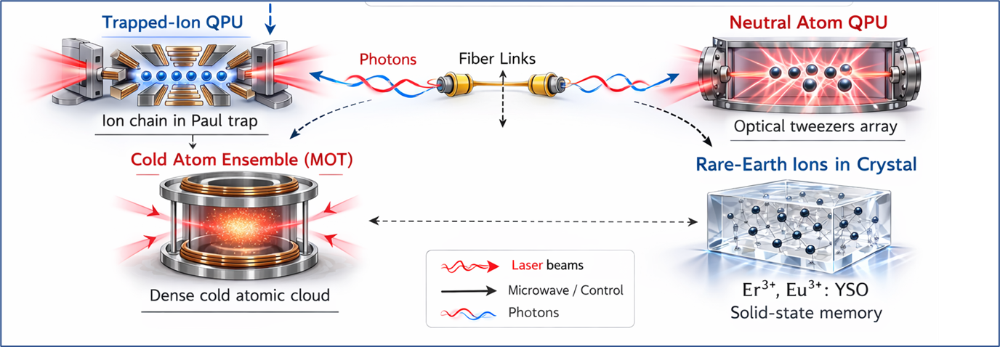 Trapped-Ion QPU
Neutral Atom QPU
Photons
Fiber Links
Ion chain in Paul trap
Optical tweezers array
Cold Atom Ensemble (MOT)
Rare-Earth Ions in Crystal
Dense cold atomic cloud
Laser beams
Microwave / Control
Photons
Er³⁺, Eu³⁺: YSO
Solid-state memory